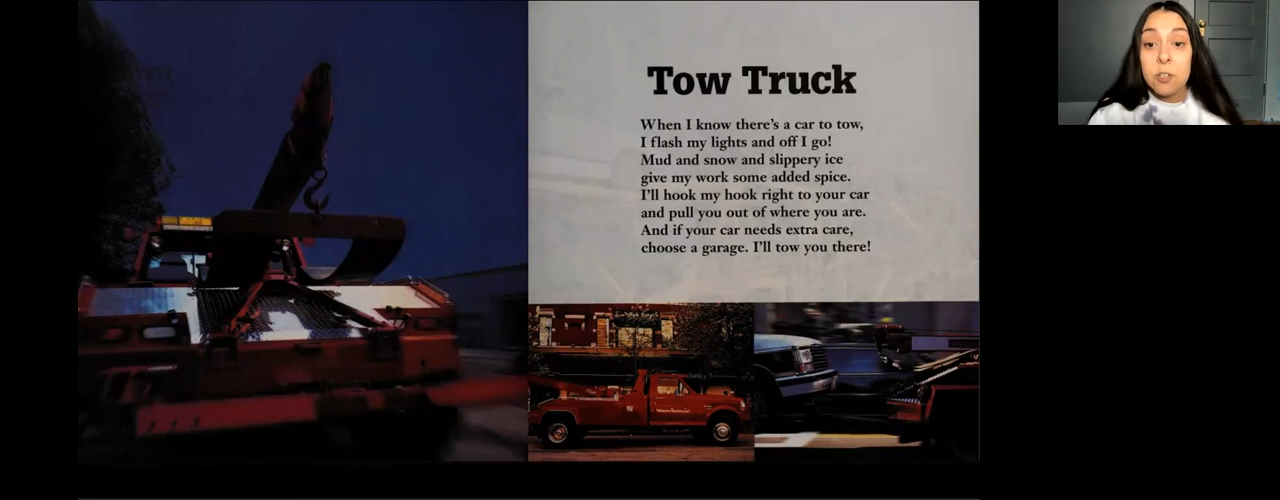 Tow Truck
When I know there's a car to tow,
I flash my lights and off I go!
Mud and snow and slippery ice
give my work some added spice.
I'll hook my hook right to your car
and pull you out of where you are.
And if your car needs extra care,
choose a garage. I'll tow you there!